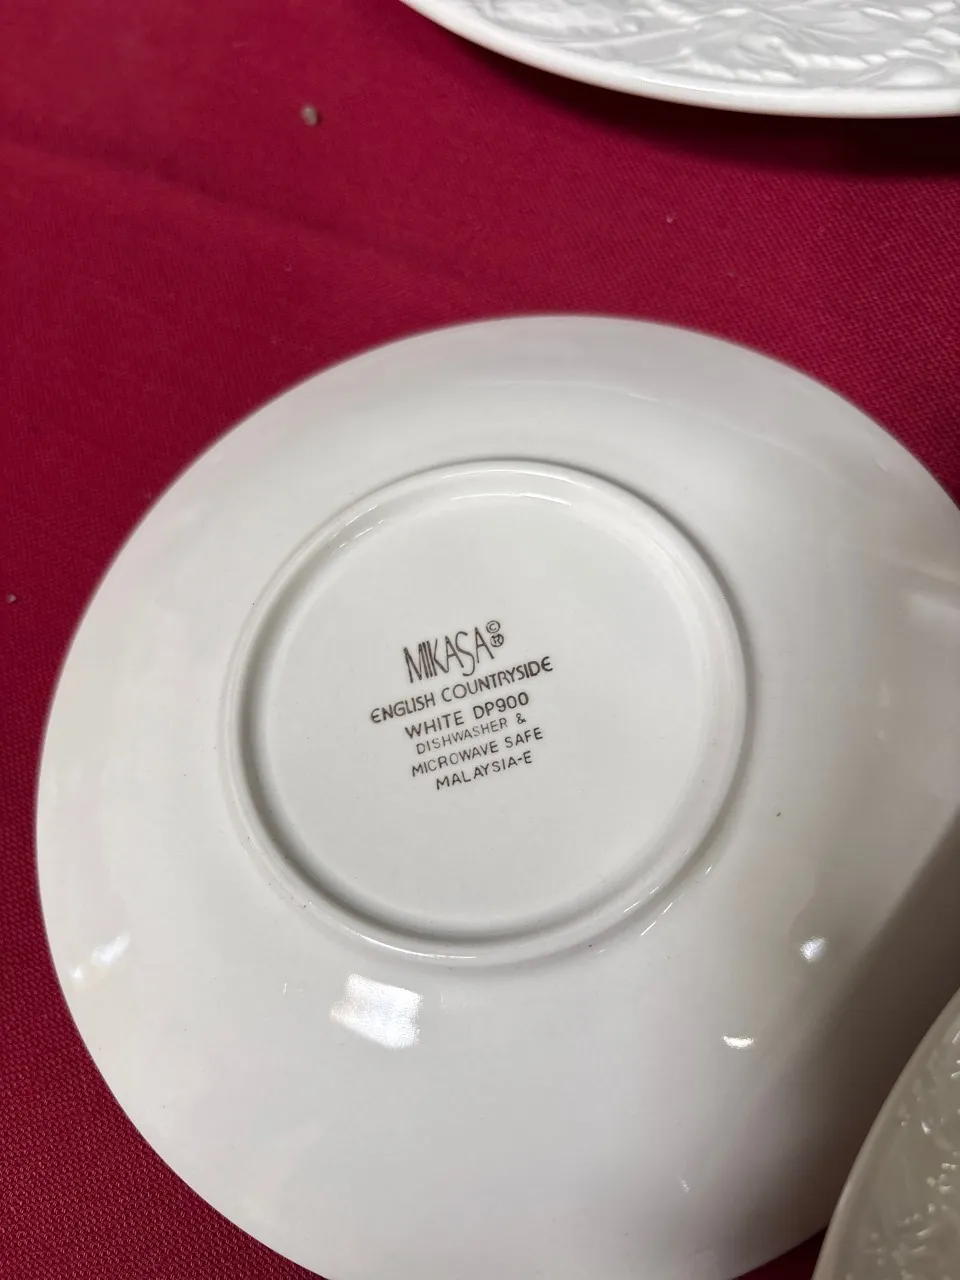 MIKASA©®
ENGLISH COUNTRYSIDE
WHITE DP900
DISHWASHER &
MICROWAVE SAFE
MALAYSIA-E